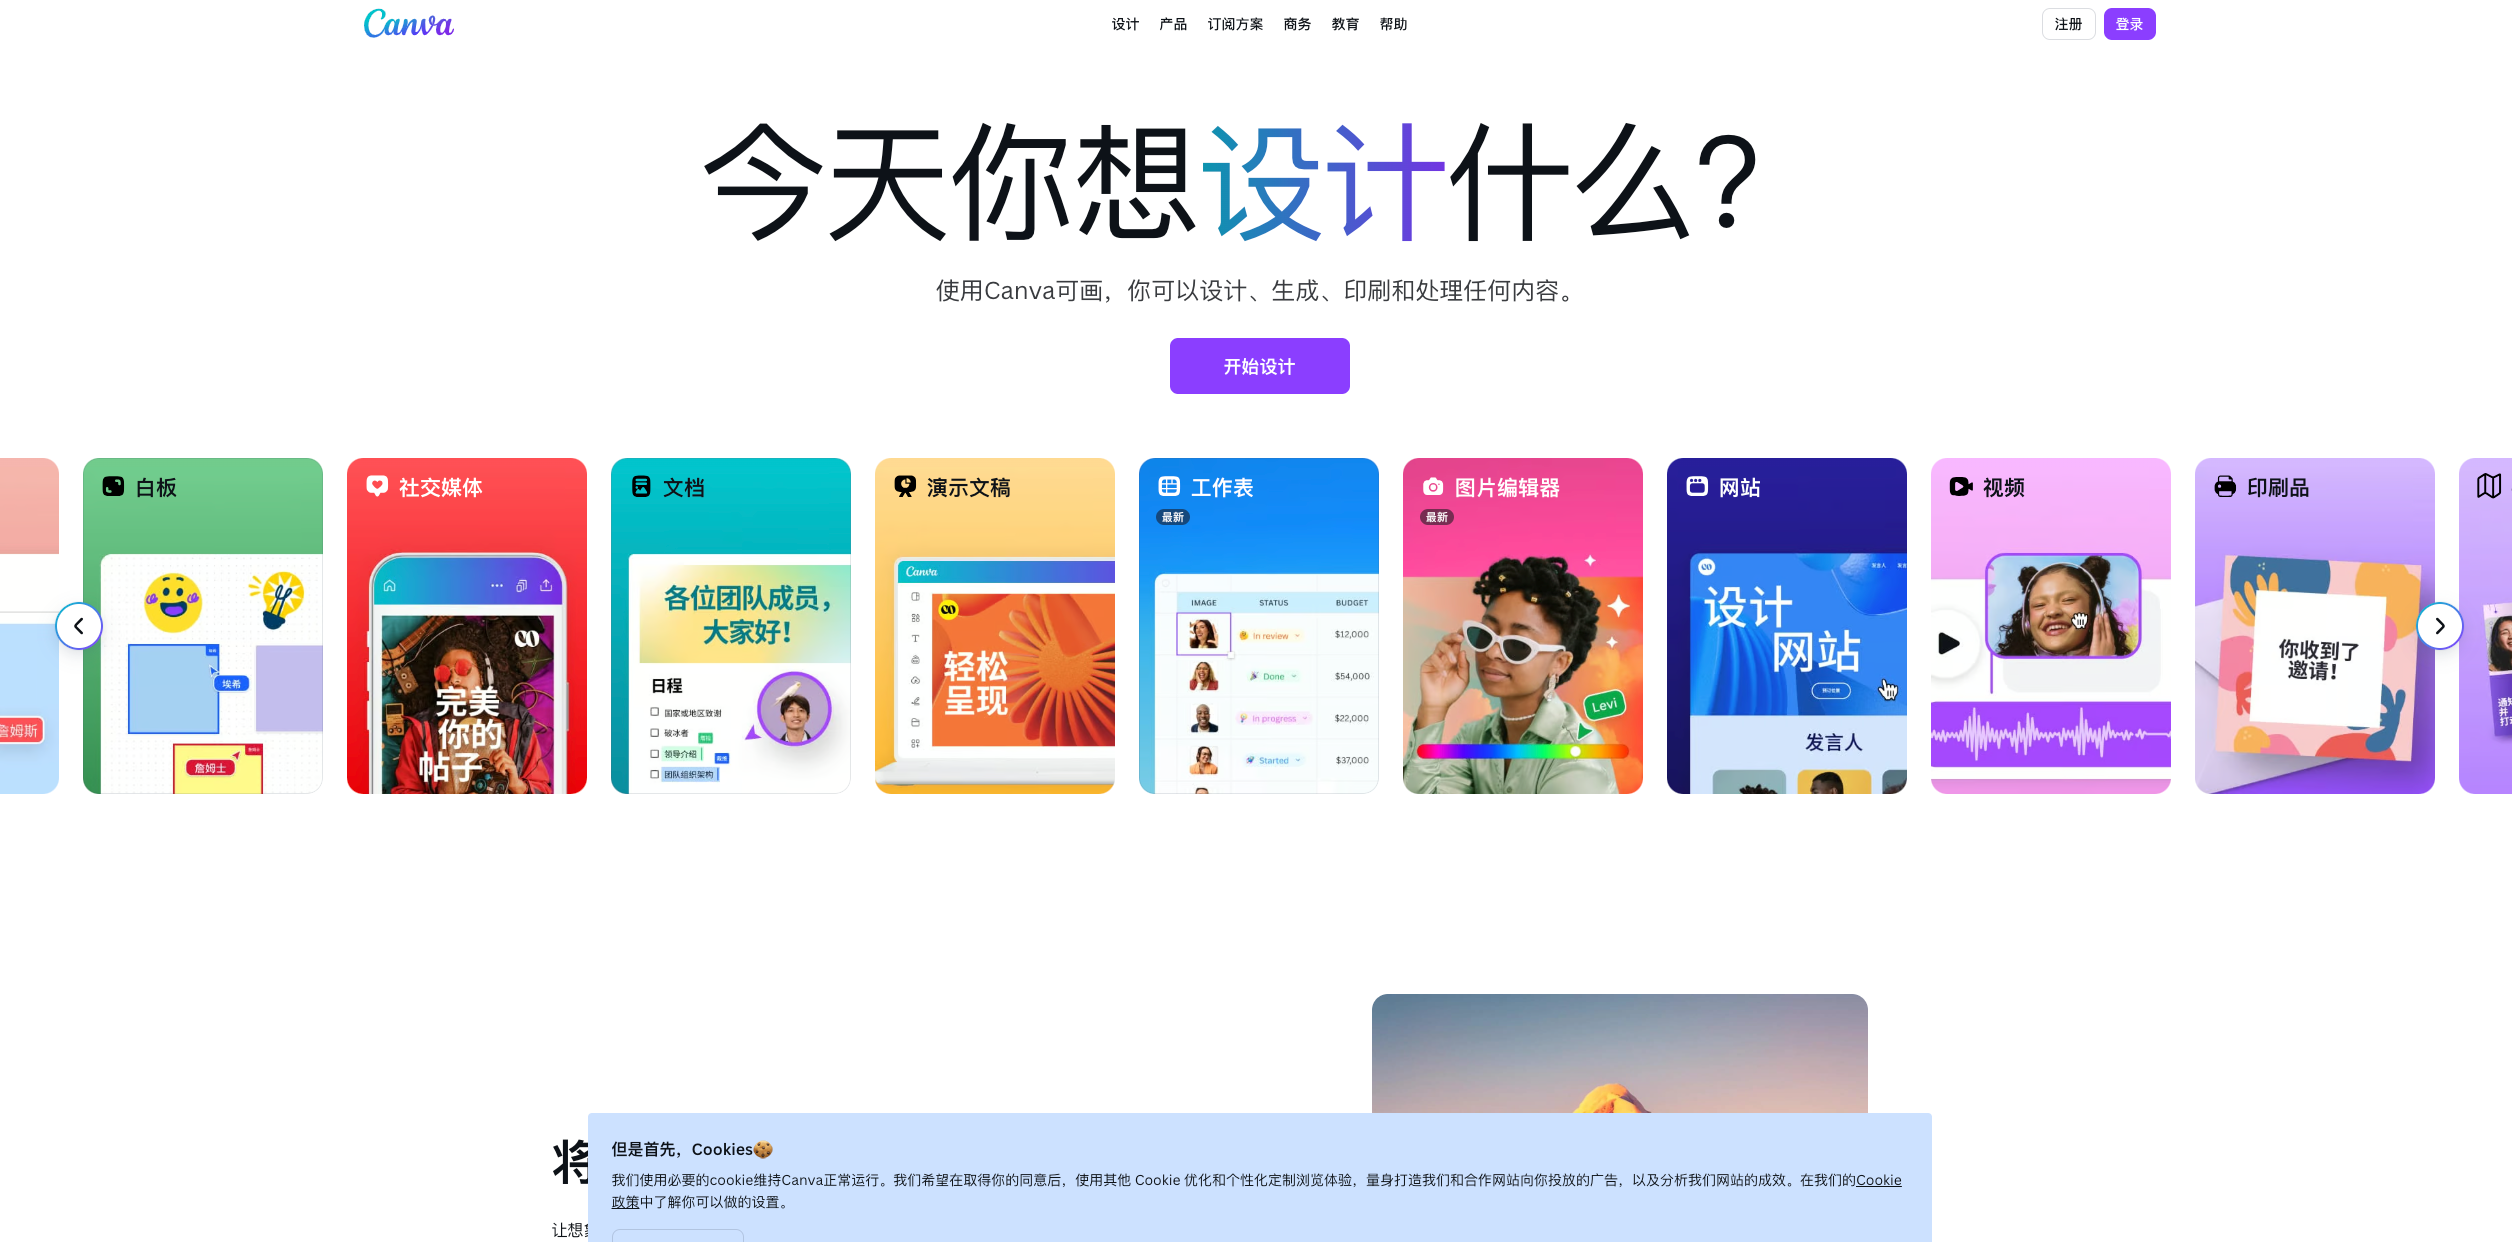 Canva
设计 产品 订阅方案 商务 教育 帮助
注册 登录
今天你想设计什么?
使用Canva可画，你可以设计、生成、印刷和处理任何内容。
开始设计
詹姆斯
白板
埃希
詹姆士
社交媒体
完美
你的
帖子
文档
各位团队成员，
大家好！
日程
国家或地区致谢
破冰者
领导介绍
团队组织架构
演示文稿
Canva
轻松
呈现
工作表
最新
IMAGE STATUS BUDGET
In review $12,000
Done $54,000
In progress $22,000
Started $37,000
图片编辑器
最新
Levi
网站
设计
网站
发言人
视频
印刷品
你收到了
邀请！
将
让想象
但是首先，Cookies🍪
我们使用必要的cookie维持Canva正常运行。我们希望在取得你的同意后，使用其他 Cookie 优化和个性化定制浏览体验，量身打造我们和合作网站向你投放的广告，以及分析我们网站的成效。在我们的Cookie
政策中了解你可以做的设置。